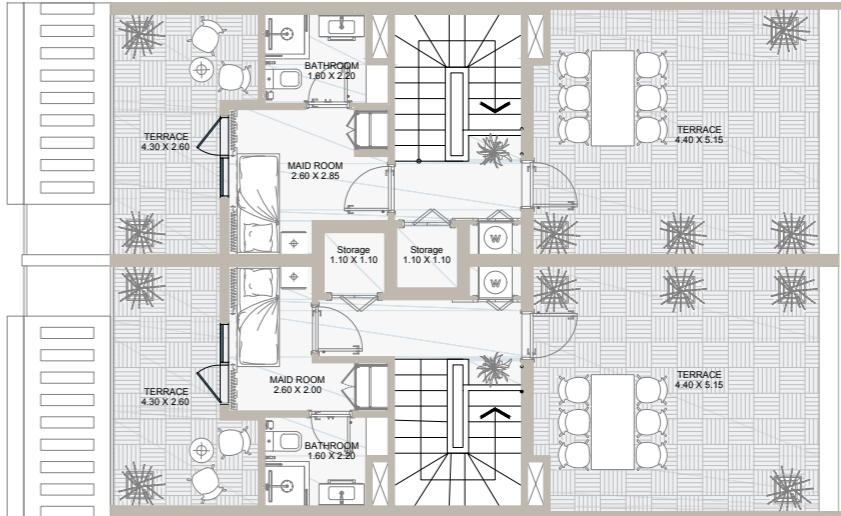 BATHROOM
1.60 X 2.20
TERRACE
4.30 X 2.60
TERRACE
4.40 X 5.15
MAID ROOM
2.60 X 2.85
W
Storage
1.10 X 1.10
Storage
1.10 X 1.10
W
MAID ROOM
2.60 X 2.00
TERRACE
4.40 X 5.15
TERRACE
4.30 X 2.60
BATHROOM
1.60 X 2.20